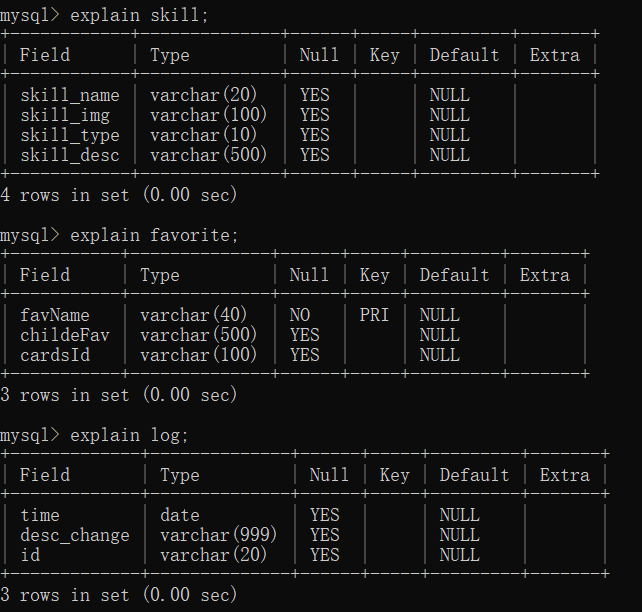 mysql> explain skill;
+------------+--------------+------+-----+---------+-------+
| Field      | Type         | Null | Key | Default | Extra |
+------------+--------------+------+-----+---------+-------+
| skill_name | varchar(20)  | YES  |     | NULL    |       |
| skill_img  | varchar(100) | YES  |     | NULL    |       |
| skill_type | varchar(10)  | YES  |     | NULL    |       |
| skill_desc | varchar(500) | YES  |     | NULL    |       |
+------------+--------------+------+-----+---------+-------+
4 rows in set (0.00 sec)
mysql> explain favorite;
+-----------+--------------+------+-----+---------+-------+
| Field     | Type         | Null | Key | Default | Extra |
+-----------+--------------+------+-----+---------+-------+
| favName   | varchar(40)  | NO   | PRI | NULL    |       |
| childeFav | varchar(500) | YES  |     | NULL    |       |
| cardsId   | varchar(100) | YES  |     | NULL    |       |
+-----------+--------------+------+-----+---------+-------+
3 rows in set (0.00 sec)
mysql> explain log;
+-------------+--------------+------+-----+---------+-------+
| Field       | Type         | Null | Key | Default | Extra |
+-------------+--------------+------+-----+---------+-------+
| time        | date         | YES  |     | NULL    |       |
| desc_change | varchar(999) | YES  |     | NULL    |       |
| id          | varchar(20)  | YES  |     | NULL    |       |
+-------------+--------------+------+-----+---------+-------+
3 rows in set (0.00 sec)